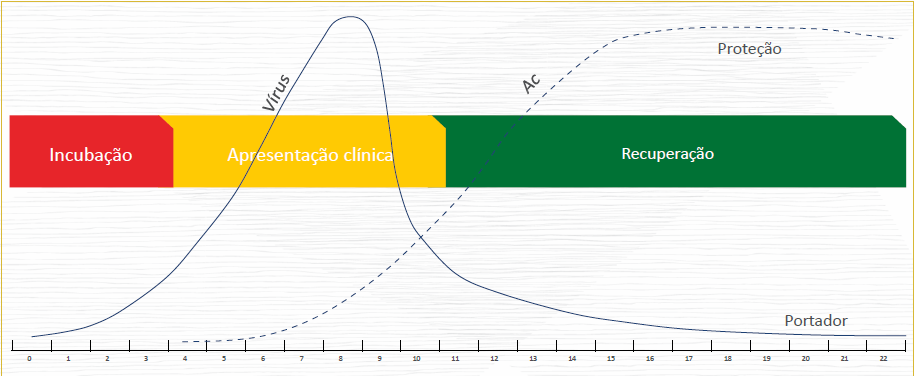 Vírus
Ac
Proteção
Incubação
Apresentação clínica
Recuperação
Portador
0 1 2 3 4 5 6 7 8 9 10 11 12 13 14 15 16 17 18 19 20 21 22